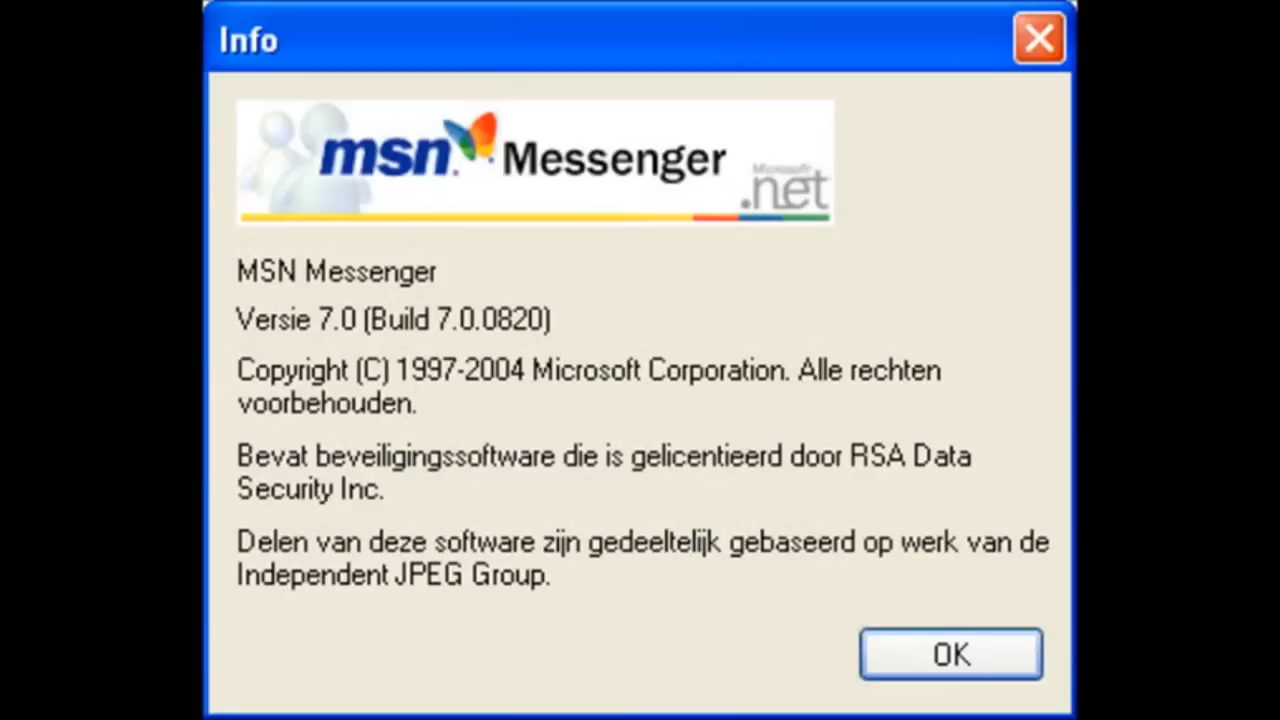 Info
msn Messenger
Microsoft
.net
MSN Messenger
Versie 7.0 (Build 7.0.0820)
Copyright (C) 1997-2004 Microsoft Corporation. Alle rechten
voorbehouden.
Bevat beveiligingssoftware die is gelicentieerd door RSA Data
Security Inc.
Delen van deze software zijn gedeeltelijk gebaseerd op werk van de
Independent JPEG Group.
OK